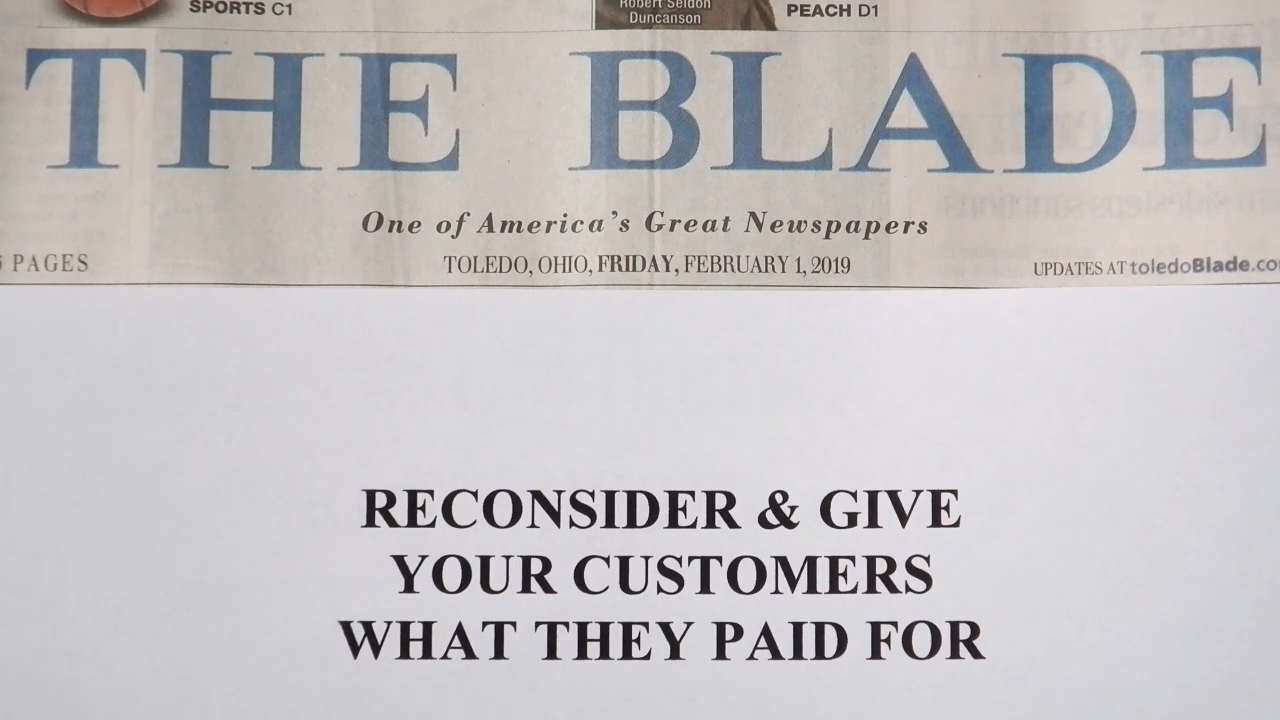 SPORTS C1
Robert Seldon
Duncanson
PEACH D1
THE BLADE
One of America's Great Newspapers
PAGES
TOLEDO, OHIO, FRIDAY, FEBRUARY 1, 2019
UPDATES AT toledoBlade.co
RECONSIDER & GIVE
YOUR CUSTOMERS
WHAT THEY PAID FOR